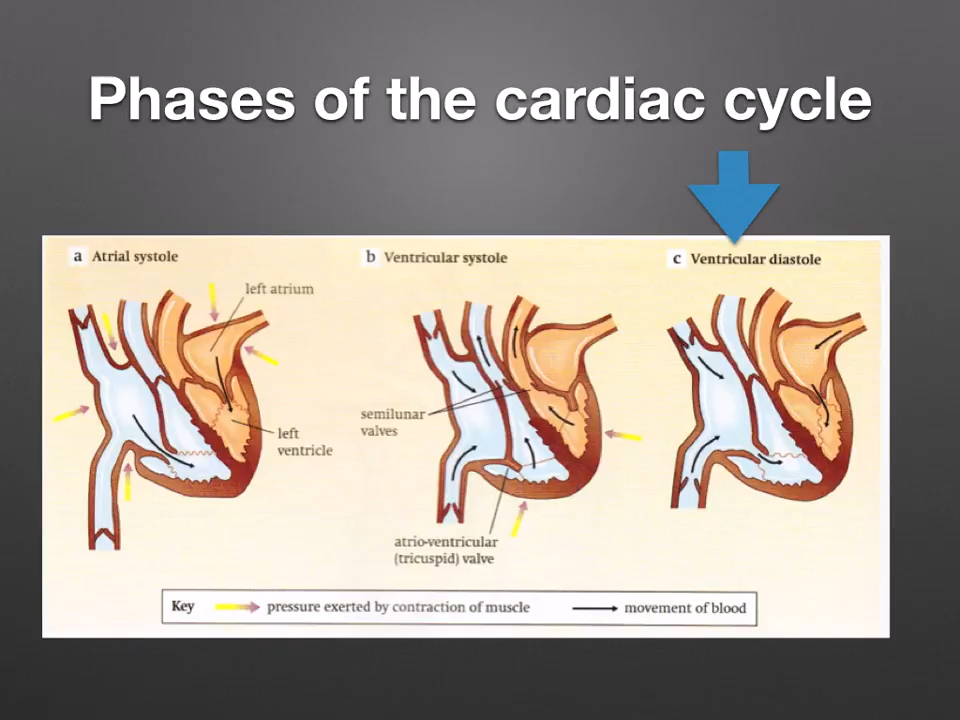 Phases of the cardiac cycle
a Atrial systole
b Ventricular systole
c Ventricular diastole
left atrium
semilunar
valves
left
ventricle
atrio-ventricular
(tricuspid) valve
Key
pressure exerted by contraction of muscle
movement of blood